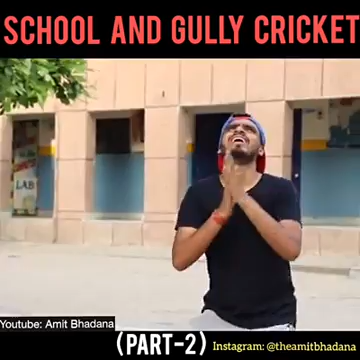 SCHOOL AND GULLY CRICKET
LAB
Youtube: Amit Bhadana
(PART-2)
Instagram: @theamitbhadana